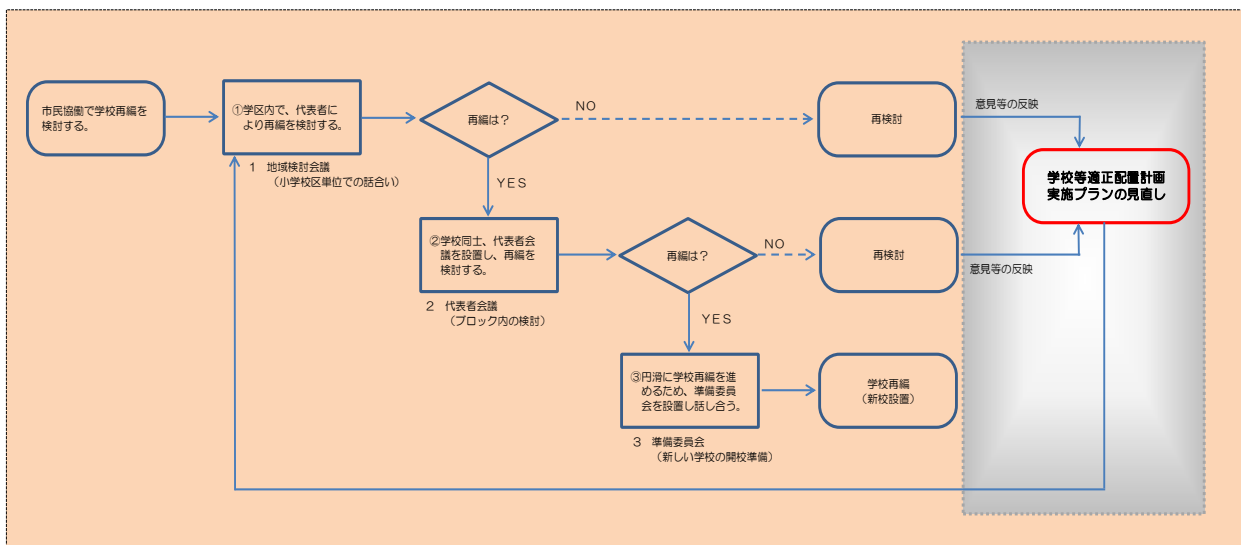 市民協働で学校再編を
検討する。
①学区内で、代表者に
より再編を検討する。
1　地域検討会議
（小学校区単位での話合い）
再編は？
NO
YES
再検討
意見等の反映
学校等適正配置計画
実施プランの見直し
②学校同士、代表者会
議を設置し、再編を
検討する。
2　代表者会議
（ブロック内の検討）
再編は？
NO
YES
再検討
意見等の反映
③円滑に学校再編を進
めるため、準備委員
会を設置し話し合う。
3　準備委員会
（新しい学校の開校準備）
学校再編
（新校設置）